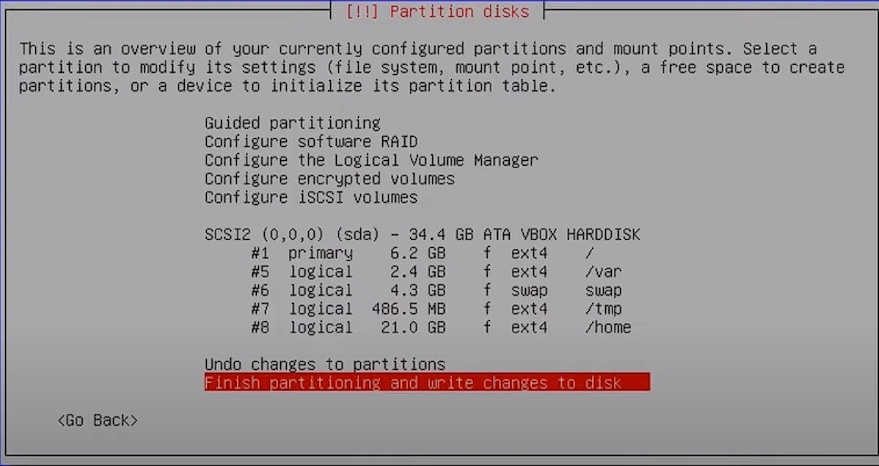 [!!] Partition disks
This is an overview of your currently configured partitions and mount points. Select a
partition to modify its settings (file system, mount point, etc.), a free space to create
partitions, or a device to initialize its partition table.
Guided partitioning
Configure software RAID
Configure the Logical Volume Manager
Configure encrypted volumes
Configure iSCSI volumes
SCSI2 (0,0,0) (sda) - 34.4 GB ATA VBOX HARDDISK
#1 primary 6.2 GB f ext4 /
#5 logical 2.4 GB f ext4 /var
#6 logical 4.3 GB f swap swap
#7 logical 486.5 MB f ext4 /tmp
#8 logical 21.0 GB f ext4 /home
Undo changes to partitions
Finish partitioning and write changes to disk
<Go Back>